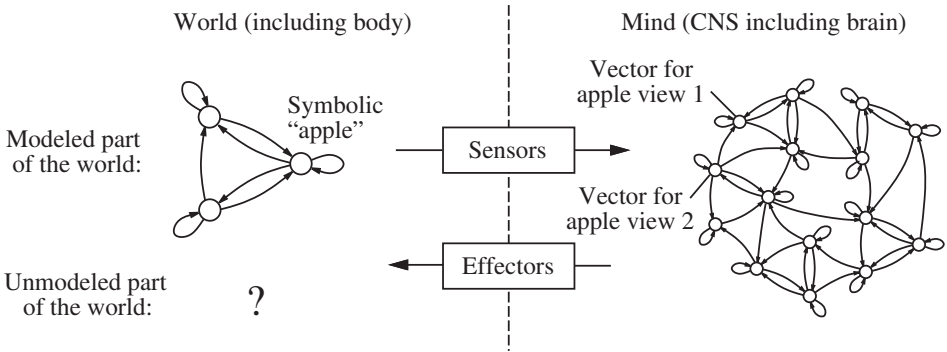 World (including body)
Mind (CNS including brain)
Vector for
apple view 1
Symbolic
“apple”
Modeled part
of the world:
Sensors
Vector for
apple view 2
Effectors
Unmodeled part
of the world:
?